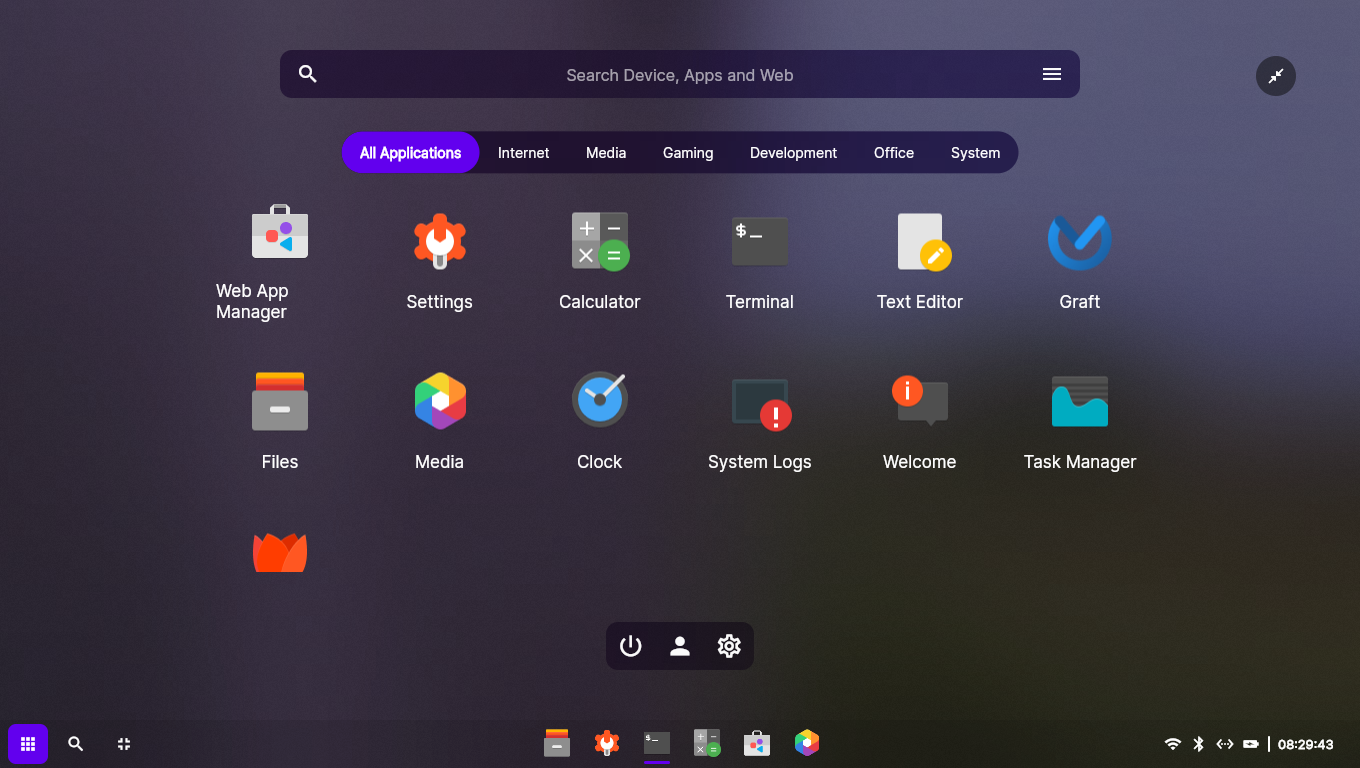 Search Device, Apps and Web
All Applications
Internet
Media
Gaming
Development
Office
System
Web App
Manager
Settings
Calculator
Terminal
Text Editor
Graft
Files
Media
Clock
System Logs
Welcome
Task Manager
08:29:43